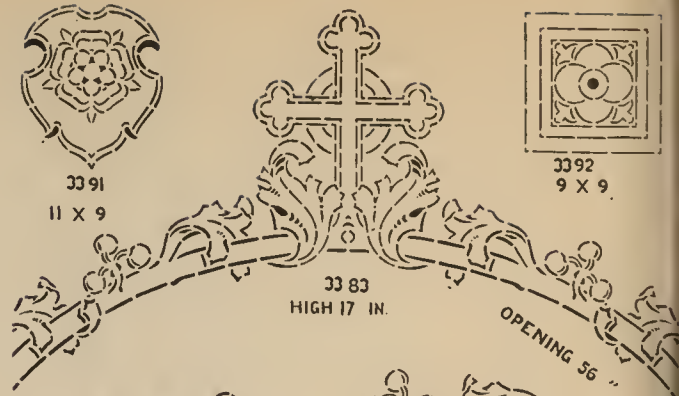 3391
11 X 9
3392
9 X 9
3383
HIGH 17 IN.
OPENING 56 "